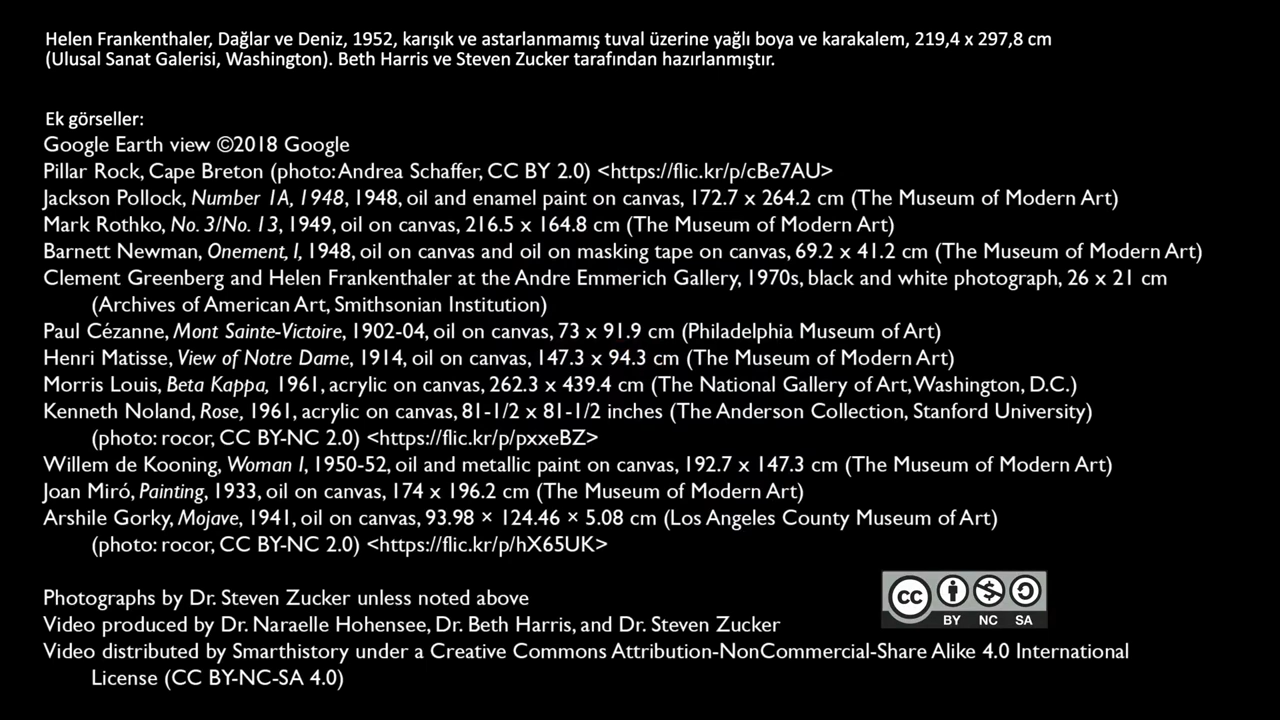 Helen Frankenthaler, Dağlar ve Deniz, 1952, karışık ve astarlanmamış tuval üzerine yağlı boya ve karakalem, 219,4 x 297,8 cm
(Ulusal Sanat Galerisi, Washington). Beth Harris ve Steven Zucker tarafından hazırlanmıştır.
Ek görseller:
Google Earth view ©2018 Google
Pillar Rock, Cape Breton (photo: Andrea Schaffer, CC BY 2.0) <https://flic.kr/p/cBe7AU>
Jackson Pollock, Number 1A, 1948, 1948, oil and enamel paint on canvas, 172.7 x 264.2 cm (The Museum of Modern Art)
Mark Rothko, No. 3/No. 13, 1949, oil on canvas, 216.5 x 164.8 cm (The Museum of Modern Art)
Barnett Newman, Onement, I, 1948, oil on canvas and oil on masking tape on canvas, 69.2 x 41.2 cm (The Museum of Modern Art)
Clement Greenberg and Helen Frankenthaler at the Andre Emmerich Gallery, 1970s, black and white photograph, 26 x 21 cm
(Archives of American Art, Smithsonian Institution)
Paul Cézanne, Mont Sainte-Victoire, 1902-04, oil on canvas, 73 x 91.9 cm (Philadelphia Museum of Art)
Henri Matisse, View of Notre Dame, 1914, oil on canvas, 147.3 x 94.3 cm (The Museum of Modern Art)
Morris Louis, Beta Kappa, 1961, acrylic on canvas, 262.3 x 439.4 cm (The National Gallery of Art, Washington, D.C.)
Kenneth Noland, Rose, 1961, acrylic on canvas, 81-1/2 x 81-1/2 inches (The Anderson Collection, Stanford University)
(photo: rocor, CC BY-NC 2.0) <https://flic.kr/p/pxxeBZ>
Willem de Kooning, Woman I, 1950-52, oil and metallic paint on canvas, 192.7 x 147.3 cm (The Museum of Modern Art)
Joan Miró, Painting, 1933, oil on canvas, 174 x 196.2 cm (The Museum of Modern Art)
Arshile Gorky, Mojave, 1941, oil on canvas, 93.98 × 124.46 × 5.08 cm (Los Angeles County Museum of Art)
(photo: rocor, CC BY-NC 2.0) <https://flic.kr/p/hX65UK>
Photographs by Dr. Steven Zucker unless noted above
Video produced by Dr. Naraelle Hohensee, Dr. Beth Harris, and Dr. Steven Zucker
Video distributed by Smarthistory under a Creative Commons Attribution-NonCommercial-Share Alike 4.0 International
License (CC BY-NC-SA 4.0)
CC
BY NC SA